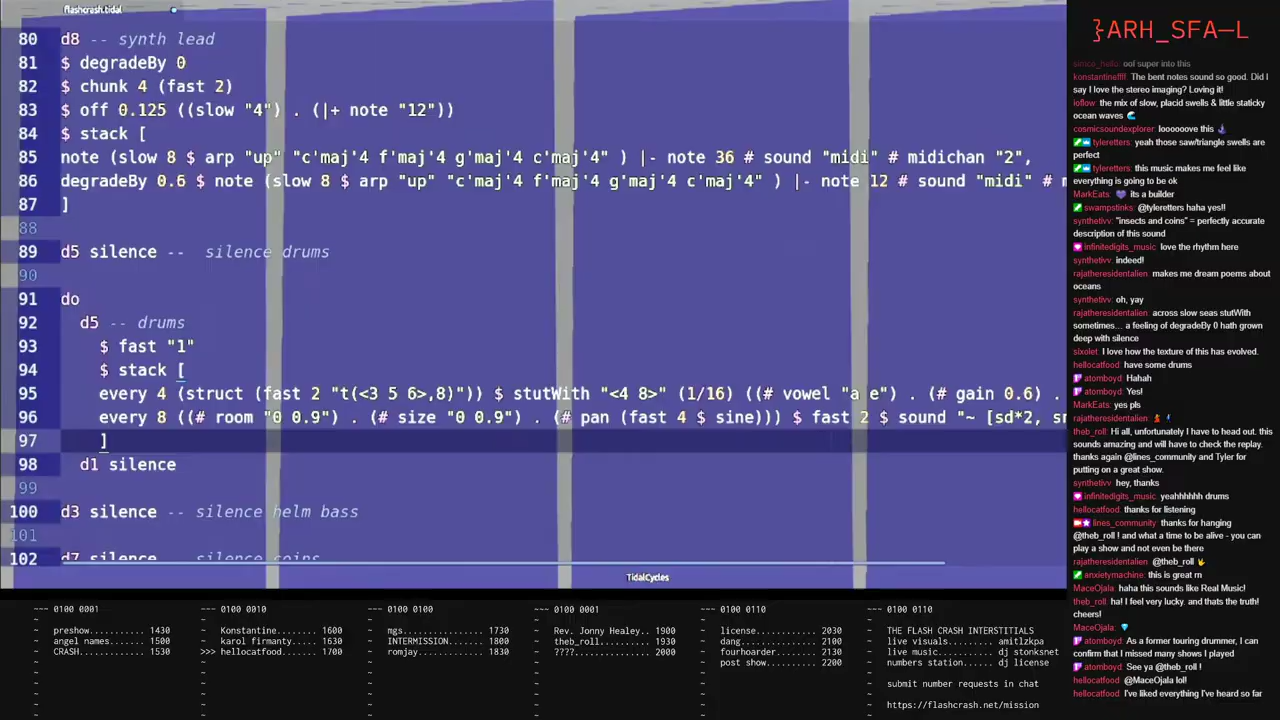 flashcrash.tidal
80 d8 -- synth lead
81 $ degradeBy 0
82 $ chunk 4 (fast 2)
83 $ off 0.125 ((slow "4") . (|+ note "12"))
84 $ stack [
85 note (slow 8 $ arp "up" "c'maj'4 f'maj'4 g'maj'4 c'maj'4" ) |- note 36 # sound "midi" # midichan "2",
86 degradeBy 0.6 $ note (slow 8 $ arp "up" "c'maj'4 f'maj'4 g'maj'4 c'maj'4" ) |- note 12 # sound "midi" #
87 ]
88
89 d5 silence -- silence drums
90
91 do
92 d5 -- drums
93 $ fast "1"
94 $ stack [
95 every 4 (struct (fast 2 "t(<3 5 6>,8)")) $ stutWith "<4 8>" (1/16) ((# vowel "a e") . (# gain 0.6) .
96 every 8 ((# room "0 0.9") . (# size "0 0.9") . (# pan (fast 4 $ sine))) $ fast 2 $ sound "~ [sd*2,
97 ]
98 d1 silence
99
100 d3 silence -- silence helm bass
101
102 d7 silence -- silence coins
TidalCycles
}ARH_SFA—L
simce_hello: oof super into this
konstantineffff: The bent notes sound so good. Did
I say I love the stereo imaging? Loving it!
ioflow: the mix of slow, placid swells & little staticky
ocean waves 🌊
cosmicsoundexplorer: loooooove this
tyleretters: yeah those saw/triangle swells are
perfect
tyleretters: this music makes me feel like
everything is going to be ok
MarkEats: 💜 its a builder
swampstinks: @tyleretters haha yes!!
synthetivv: "insects and coins" = perfectly accurate
description of this sound
infinitedigits_music: love the rhythm here
synthetivv: indeed!
rajatheresidentalien: makes me dream poems about
oceans
synthetivv: oh, yay
rajatheresidentalien: across slow seas stutWith
sometimes... a feeling of degradeBy 0 hath grown
deep with silence
sixolet: I love how the texture of this has evolved.
hellocatfood: have some drums
atomboyd: Hahah
atomboyd: Yes!
MarkEats: yes pls
rajatheresidentalien: 💃🕺
theb_roll: Hi all, unfortunately I have to head out. this
sounds amazing and will have to check the replay.
thanks again @lines_community and Tyler for
putting on a great show.
synthetivv: hey, thanks
infinitedigits_music: yeahhhhhh drums
hellocatfood: thanks for listening
lines_community: thanks for hanging
@theb_roll ! and what a time to be alive - you can
play a show and not even be there
rajatheresidentalien: @theb_roll 🤟
anxietymachine: this is great rn
MaceOjala: haha this sounds like Real Music!
theb_roll: ha! I feel very lucky. and thats the truth!
cheers!
MaceOjala: 💎
atomboyd: As a former touring drummer, I can
confirm that I missed many shows I played
atomboyd: See ya @theb_roll !
hellocatfood: @MaceOjala lol!
hellocatfood: I've liked everything I've heard so far
~~~ 0100 0001
preshow.......... 1430
angel names...... 1500
CRASH............ 1530
~~~ 0100 0010
Konstantine........ 1600
karol firmanty..... 1630
>>> hellocatfood....... 1700
~~~ 0100 0100
mgs................ 1730
INTERMISSION....... 1800
romjay............. 1830
~~~ 0100 0001
Rev. Jonny Healey.. 1900
theb_roll.......... 1930
????............... 2000
~~~ 0100 0110
license.......... 2030
dang............. 2100
fourhoarder...... 2130
post show........ 2200
~~~ 0100 0110
THE FLASH CRASH INTERSTITIALS
live visuals....... amitlzkpa
live music...... dj stonksnet
numbers station... dj license
submit number requests in chat
https://flashcrash.net/mission